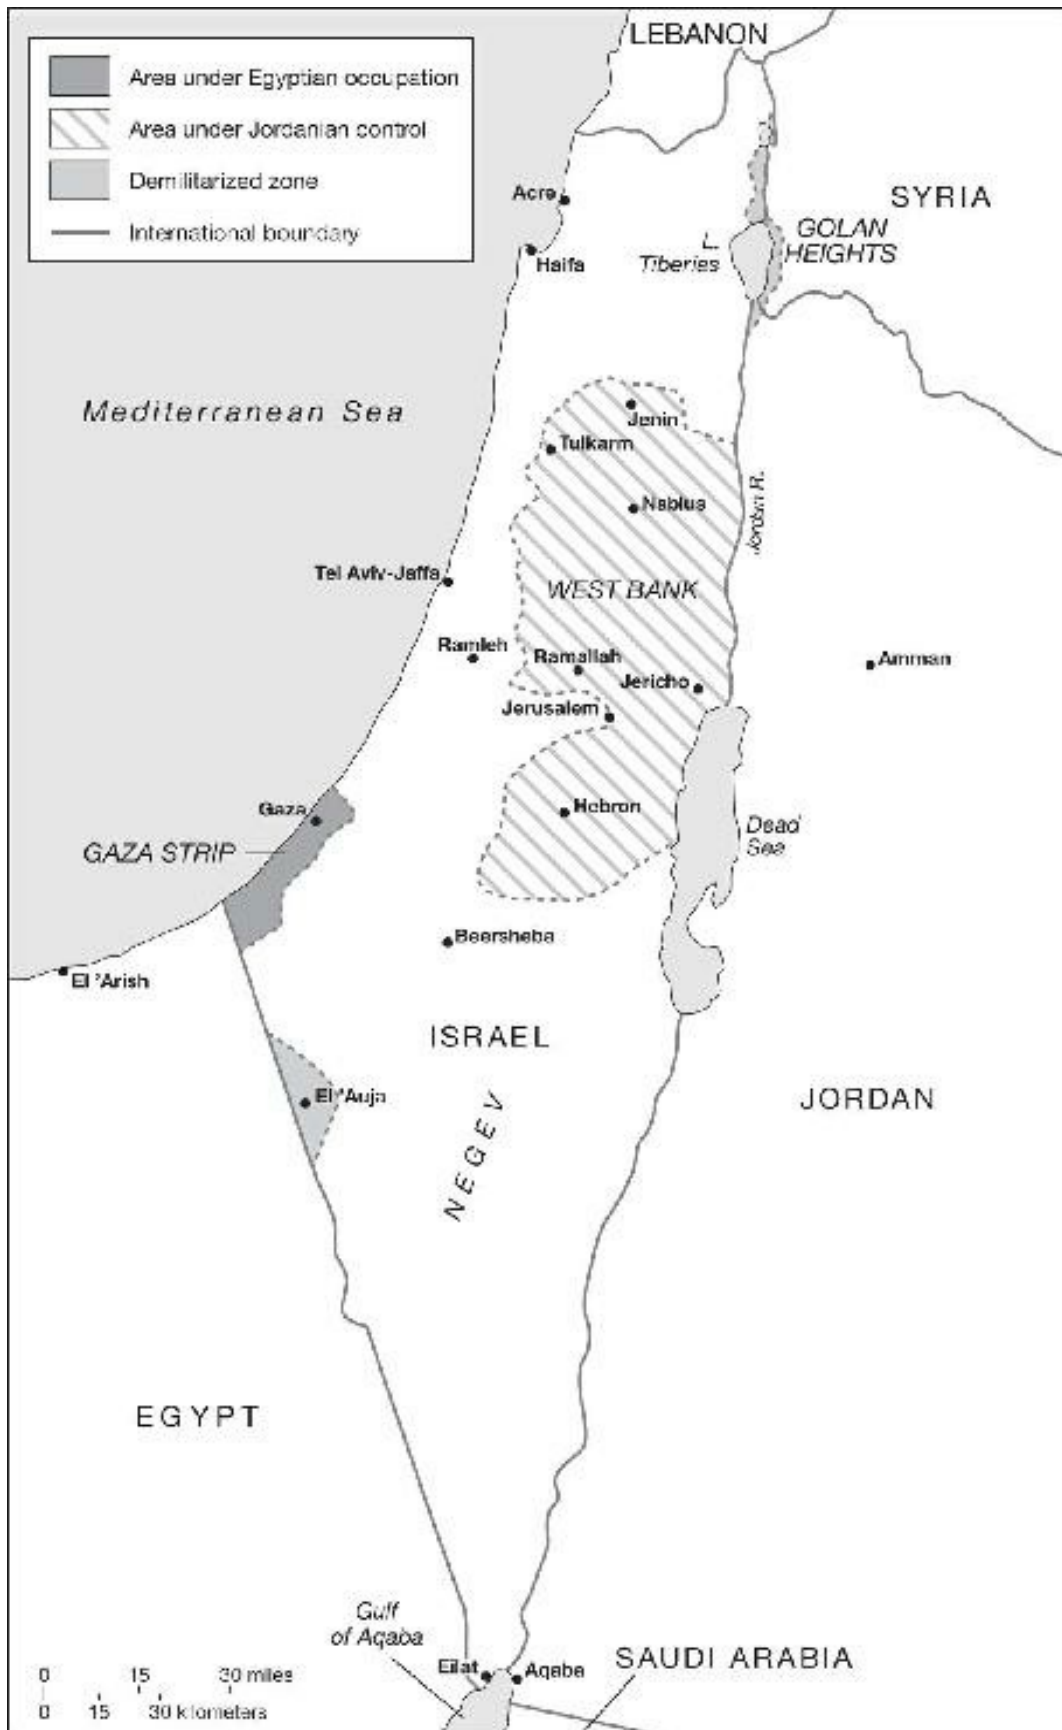 LEBANON
Area under Egyptian occupation
Area under Jordanian control
Demilitarized zone
International boundary
SYRIA
Acre
GOLAN
HEIGHTS
L.
Tiberies
Haifa
Mediterranean Sea
Jenin
Tulkarm
Nablus
Jordan R.
Tel Aviv-Jaffa
WEST BANK
Ramleh
Ramallah
Amman
Jericho
Jerusalem
Gaza
Hebron
Dead
Sea
GAZA STRIP
Beersheba
El 'Arish
ISRAEL
El 'Auja
JORDAN
NEGEV
EGYPT
Gulf
of Aqaba
SAUDI ARABIA
Eilat
Aqaba
0 15 30 miles
0 15 30 kilometers